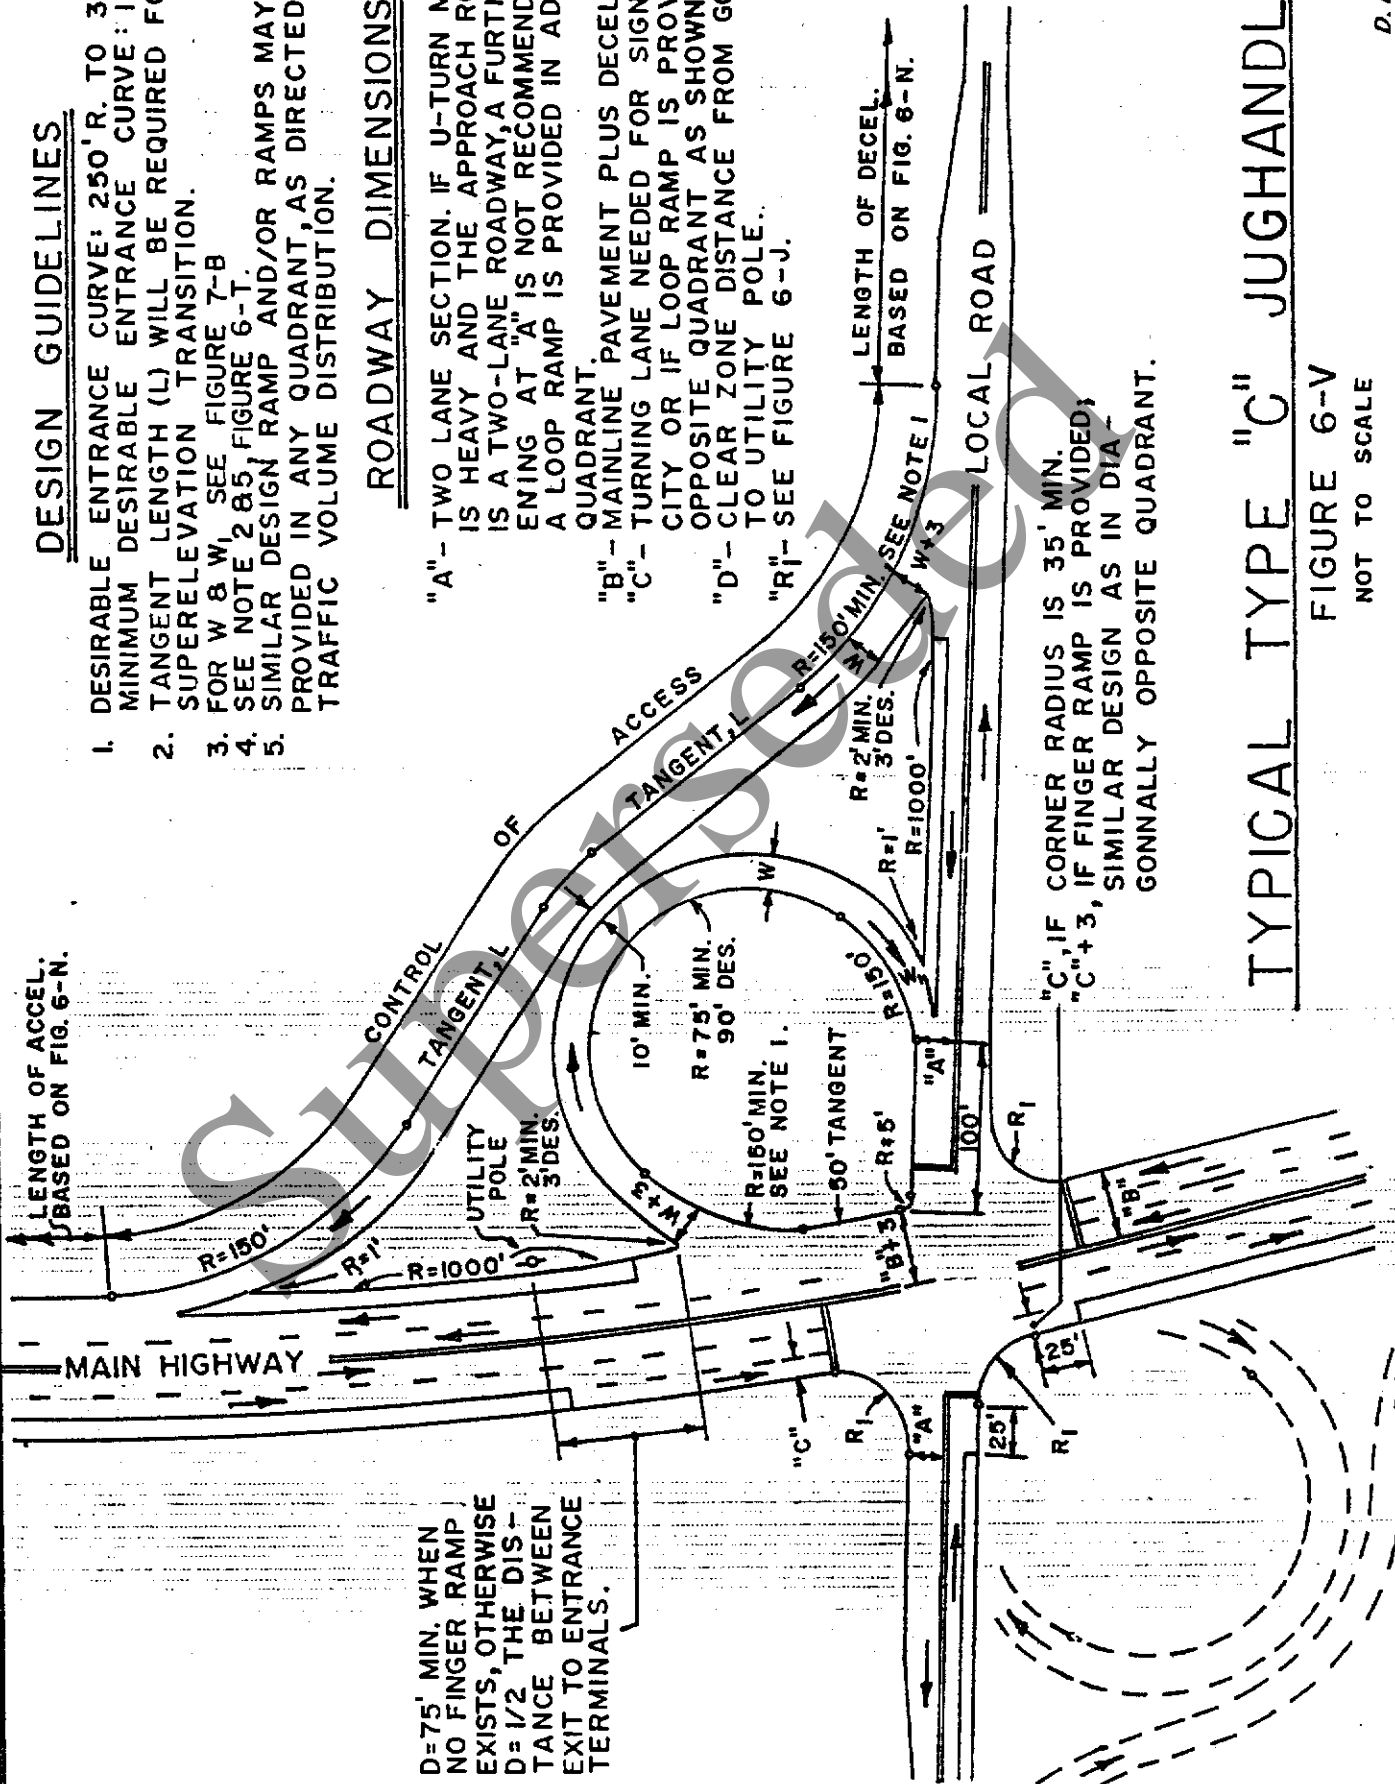 DESIGN GUIDELINES
1. DESIRABLE ENTRANCE CURVE: 250' R. TO 3
MINIMUM DESIRABLE ENTRANCE CURVE: 1
2. TANGENT LENGTH (L) WILL BE REQUIRED FO
SUPERELEVATION TRANSITION.
3. FOR W & W, SEE FIGURE 7-B
4. SEE NOTE 2 & 5, FIGURE 6-T.
5. SIMILAR DESIGN RAMP AND/OR RAMPS MAY
PROVIDED IN ANY QUADRANT, AS DIRECTED
TRAFFIC VOLUME DISTRIBUTION.
ROADWAY DIMENSIONS
"A"- TWO LANE SECTION. IF U-TURN M
IS HEAVY AND THE APPROACH RO
IS A TWO-LANE ROADWAY, A FURTH
ENING AT "A" IS NOT RECOMMEND
A LOOP RAMP IS PROVIDED IN AD
QUADRANT.
"B"- MAINLINE PAVEMENT PLUS DECEL
"C"- TURNING LANE NEEDED FOR SIGN
CITY OR IF LOOP RAMP IS PROV
OPPOSITE QUADRANT AS SHOWN
"D"- CLEAR ZONE DISTANCE FROM GO
TO UTILITY POLE..
"R1"- SEE FIGURE 6-J.
LENGTH OF ACCEL.
BASED ON FIG. 6-N.
CONTROL
OF
ACCESS
LENGTH OF DECEL.
BASED ON FIG. 6-N.
R=150'
R=1'
R=1000'
TANGENT, L
TANGENT, L
R=150' MIN., SEE NOTE 1
W
W+3
R=2' MIN.
3' DES.
R=1000'
R=1'
LOCAL ROAD
UTILITY
POLE
R=2' MIN.
3' DES.
10' MIN.
R=75' MIN.
90' DES.
W
W+3
R=150' MIN.
SEE NOTE 1.
50' TANGENT
R=150'
R=5'
W
"A"
100'
"B"+3
R1
"B"
MAIN HIGHWAY
"C"
R1
"A"
25'
R1
25'
D=75' MIN. WHEN
NO FINGER RAMP
EXISTS, OTHERWISE
D=1/2 THE DIS-
TANCE BETWEEN
EXIT TO ENTRANCE
TERMINALS.
"C", IF CORNER RADIUS IS 35' MIN.
"C"+3, IF FINGER RAMP IS PROVIDED;
SIMILAR DESIGN AS IN DIA-
GONNALLY OPPOSITE QUADRANT.
TYPICAL TYPE "C" JUGHANDL
FIGURE 6-V
NOT TO SCALE
Superseded